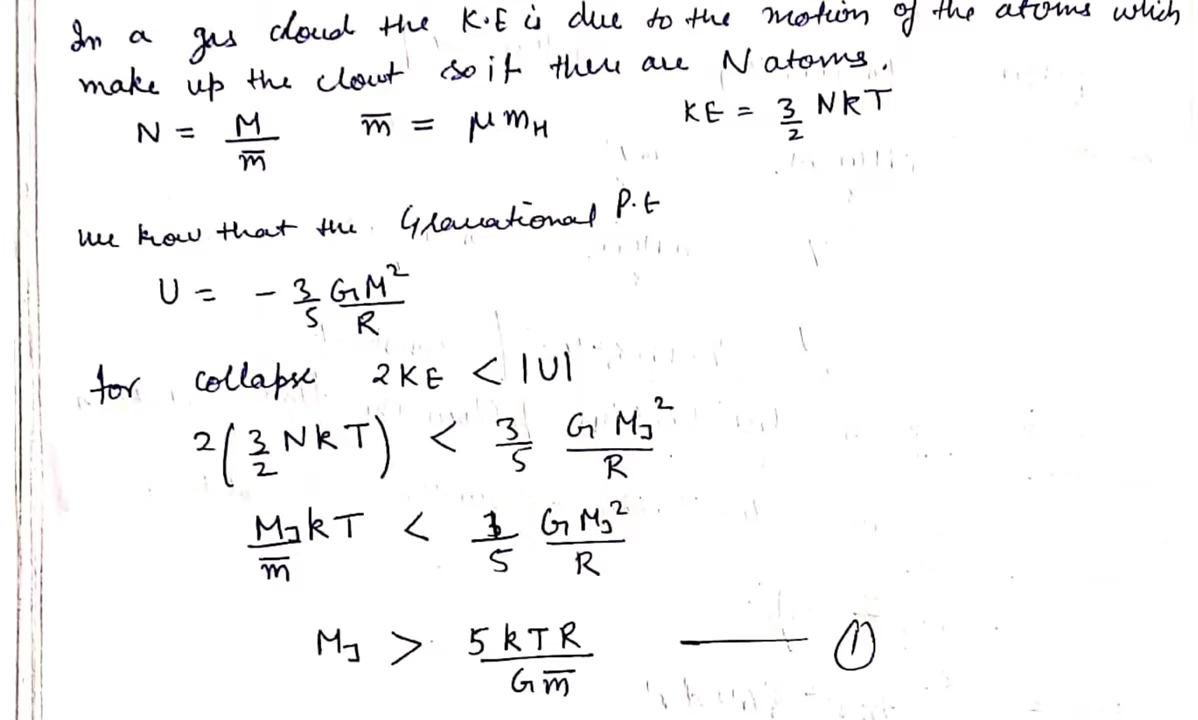 In a gas cloud the K.E is due to the motion of the atoms which
make up the clout so if there are N atoms.
N = M/m̅    m̅ = μ m_H    KE = 3/2 NkT
we know that the Gravational P.E
U = - 3/5 GM²/R
for collapse 2KE < |U|
2(3/2 NkT) < 3/5 GM_J²/R
M_J kT/m̅ < 1/5 GM_J²/R
M_J > 5kTR/Gm̅ —— ①